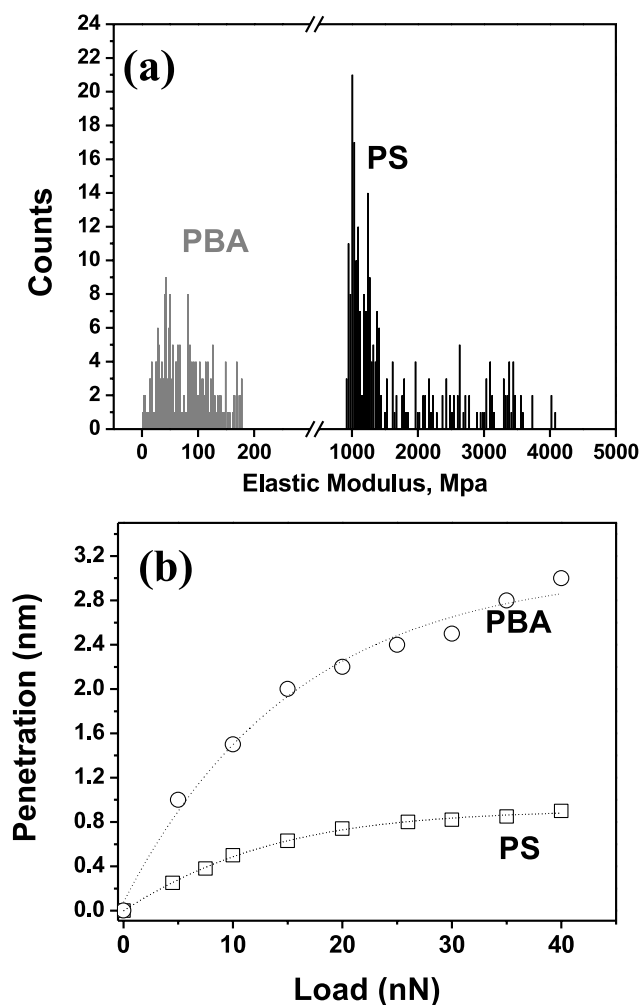 (a)
24
22
20
18
16
14
12
10
8
6
4
2
0
Counts
PBA
PS
0 100 200 1000 2000 3000 4000 5000
Elastic Modulus, Mpa
(b)
3.2
2.8
2.4
2.0
1.6
1.2
0.8
0.4
0.0
Penetration (nm)
PBA
PS
0 10 20 30 40
Load (nN)